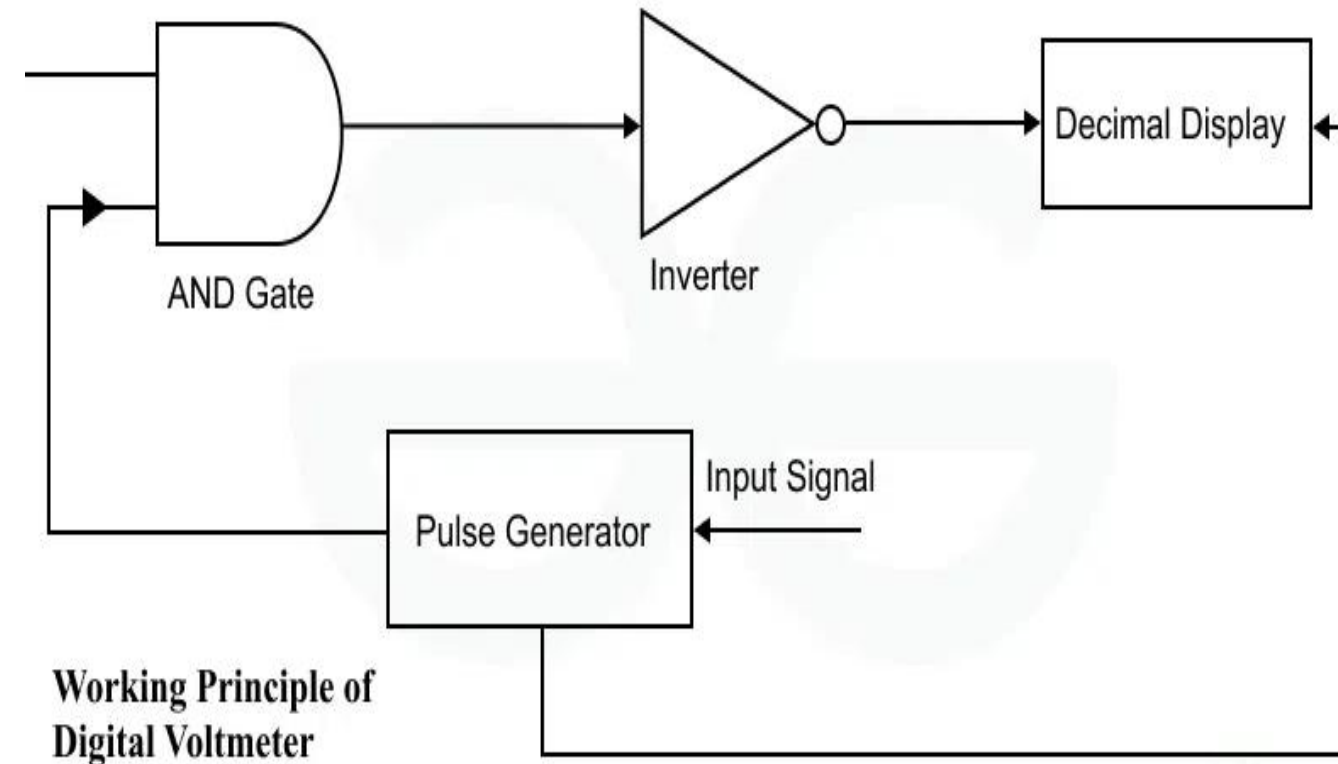 Decimal Display
Inverter
AND Gate
Input Signal
Pulse Generator
Working Principle of
Digital Voltmeter